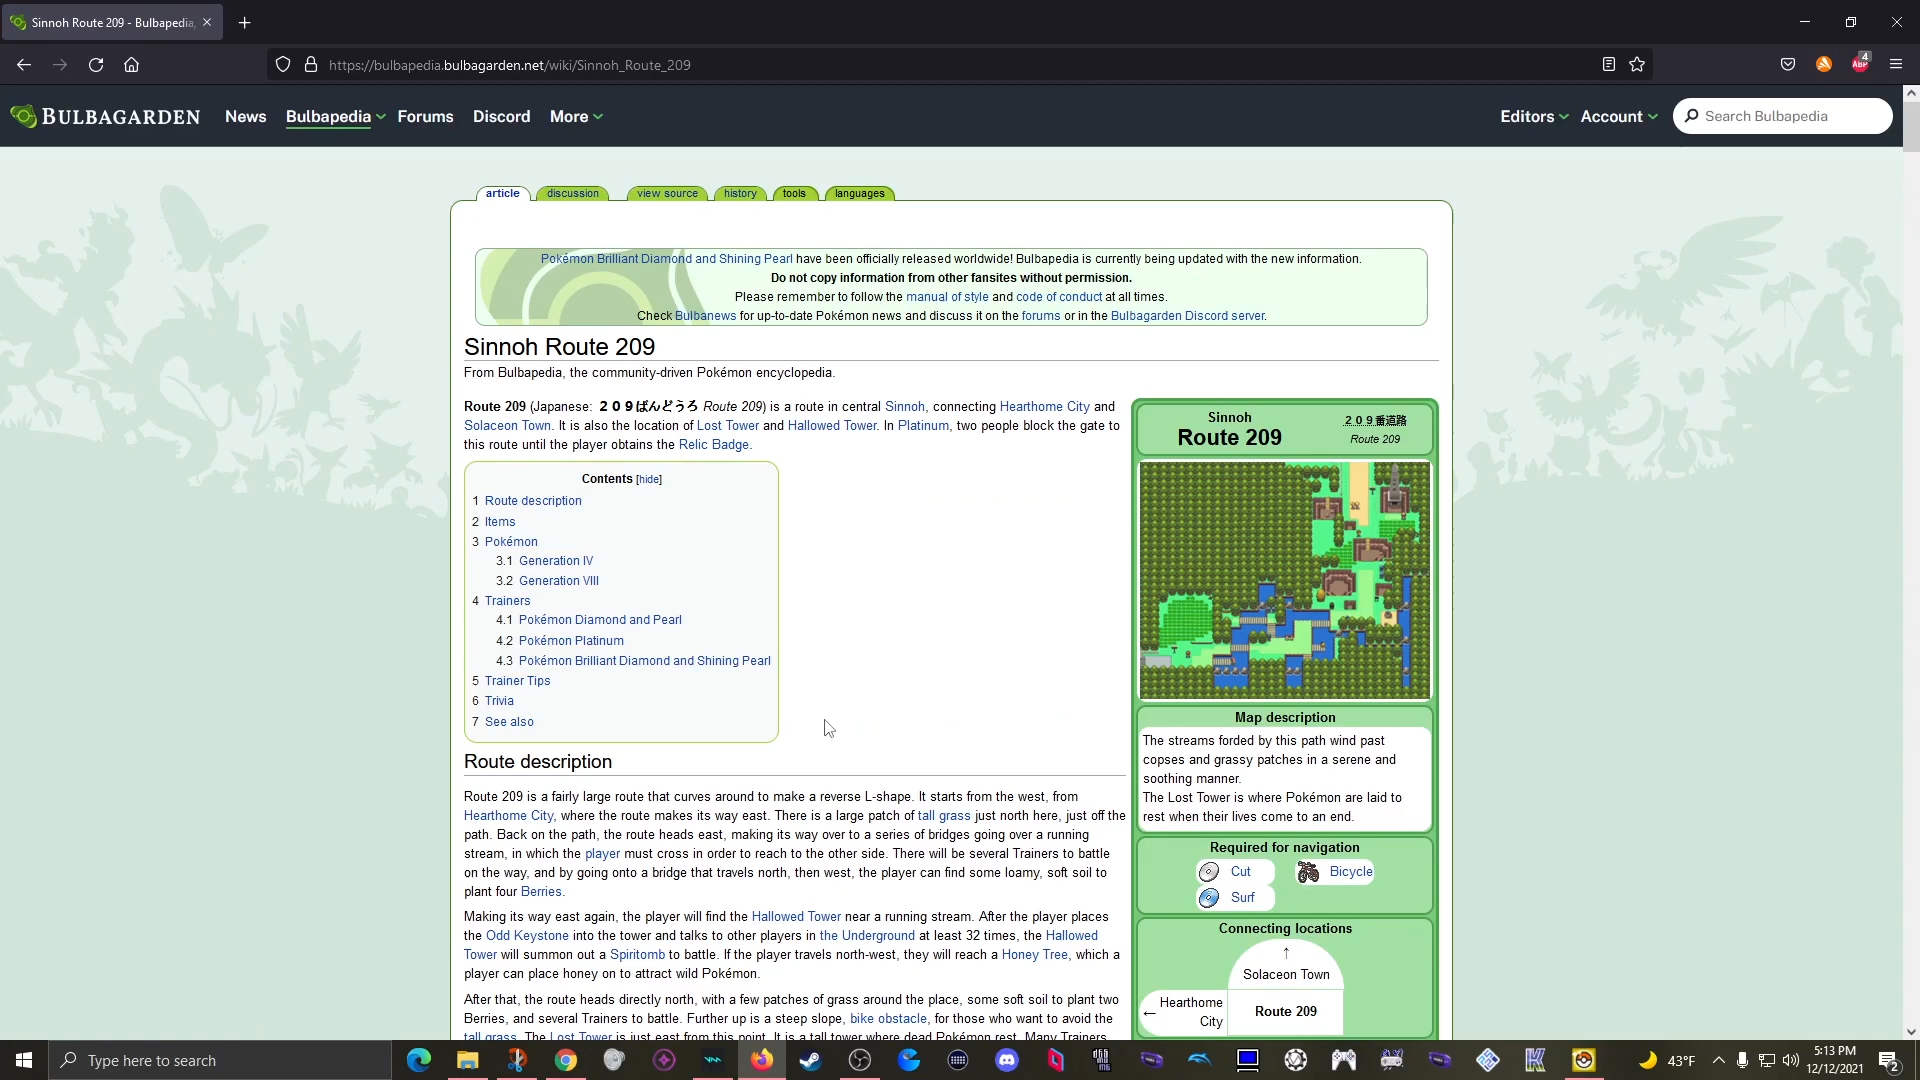 Sinnoh Route 209 - Bulbapedia,
https://bulbapedia.bulbagarden.net/wiki/Sinnoh_Route_209
ABP 4
BULBAGARDEN News Bulbapedia Forums Discord More Editors Account Search Bulbapedia
article discussion view source history tools languages
Pokémon Brilliant Diamond and Shining Pearl have been officially released worldwide! Bulbapedia is currently being updated with the new information.
Do not copy information from other fansites without permission.
Please remember to follow the manual of style and code of conduct at all times.
Check Bulbanews for up-to-date Pokémon news and discuss it on the forums or in the Bulbagarden Discord server.
Sinnoh Route 209
From Bulbapedia, the community-driven Pokémon encyclopedia.
Route 209 (Japanese: ２０９ばんどうろ Route 209) is a route in central Sinnoh, connecting Hearthome City and
Solaceon Town. It is also the location of Lost Tower and Hallowed Tower. In Platinum, two people block the gate to
this route until the player obtains the Relic Badge.
Contents [hide]
1 Route description
2 Items
3 Pokémon
3.1 Generation IV
3.2 Generation VIII
4 Trainers
4.1 Pokémon Diamond and Pearl
4.2 Pokémon Platinum
4.3 Pokémon Brilliant Diamond and Shining Pearl
5 Trainer Tips
6 Trivia
7 See also
Route description
Route 209 is a fairly large route that curves around to make a reverse L-shape. It starts from the west, from
Hearthome City, where the route makes its way east. There is a large patch of tall grass just north here, just off the
path. Back on the path, the route heads east, making its way over to a series of bridges going over a running
stream, in which the player must cross in order to reach to the other side. There will be several Trainers to battle
on the way, and by going onto a bridge that travels north, then west, the player can find some loamy, soft soil to
plant four Berries.
Making its way east again, the player will find the Hallowed Tower near a running stream. After the player places
the Odd Keystone into the tower and talks to other players in the Underground at least 32 times, the Hallowed
Tower will summon out a Spiritomb to battle. If the player travels north-west, they will reach a Honey Tree, which a
player can place honey on to attract wild Pokémon.
After that, the route heads directly north, with a few patches of grass around the place, some soft soil to plant two
Berries, and several Trainers to battle. Further up is a steep slope, bike obstacle, for those who want to avoid the
tall grass. The Lost Tower is just east from this point. It is a tall tower where dead Pokémon rest. Many Trainers
Sinnoh
Route 209
２０９番道路
Route 209
Map description
The streams forded by this path wind past
copses and grassy patches in a serene and
soothing manner.
The Lost Tower is where Pokémon are laid to
rest when their lives come to an end.
Required for navigation
Cut Bicycle
Surf
Connecting locations
↑
Solaceon Town
← Hearthome
City
Route 209
Type here to search
43°F
5:13 PM
12/12/2021
2